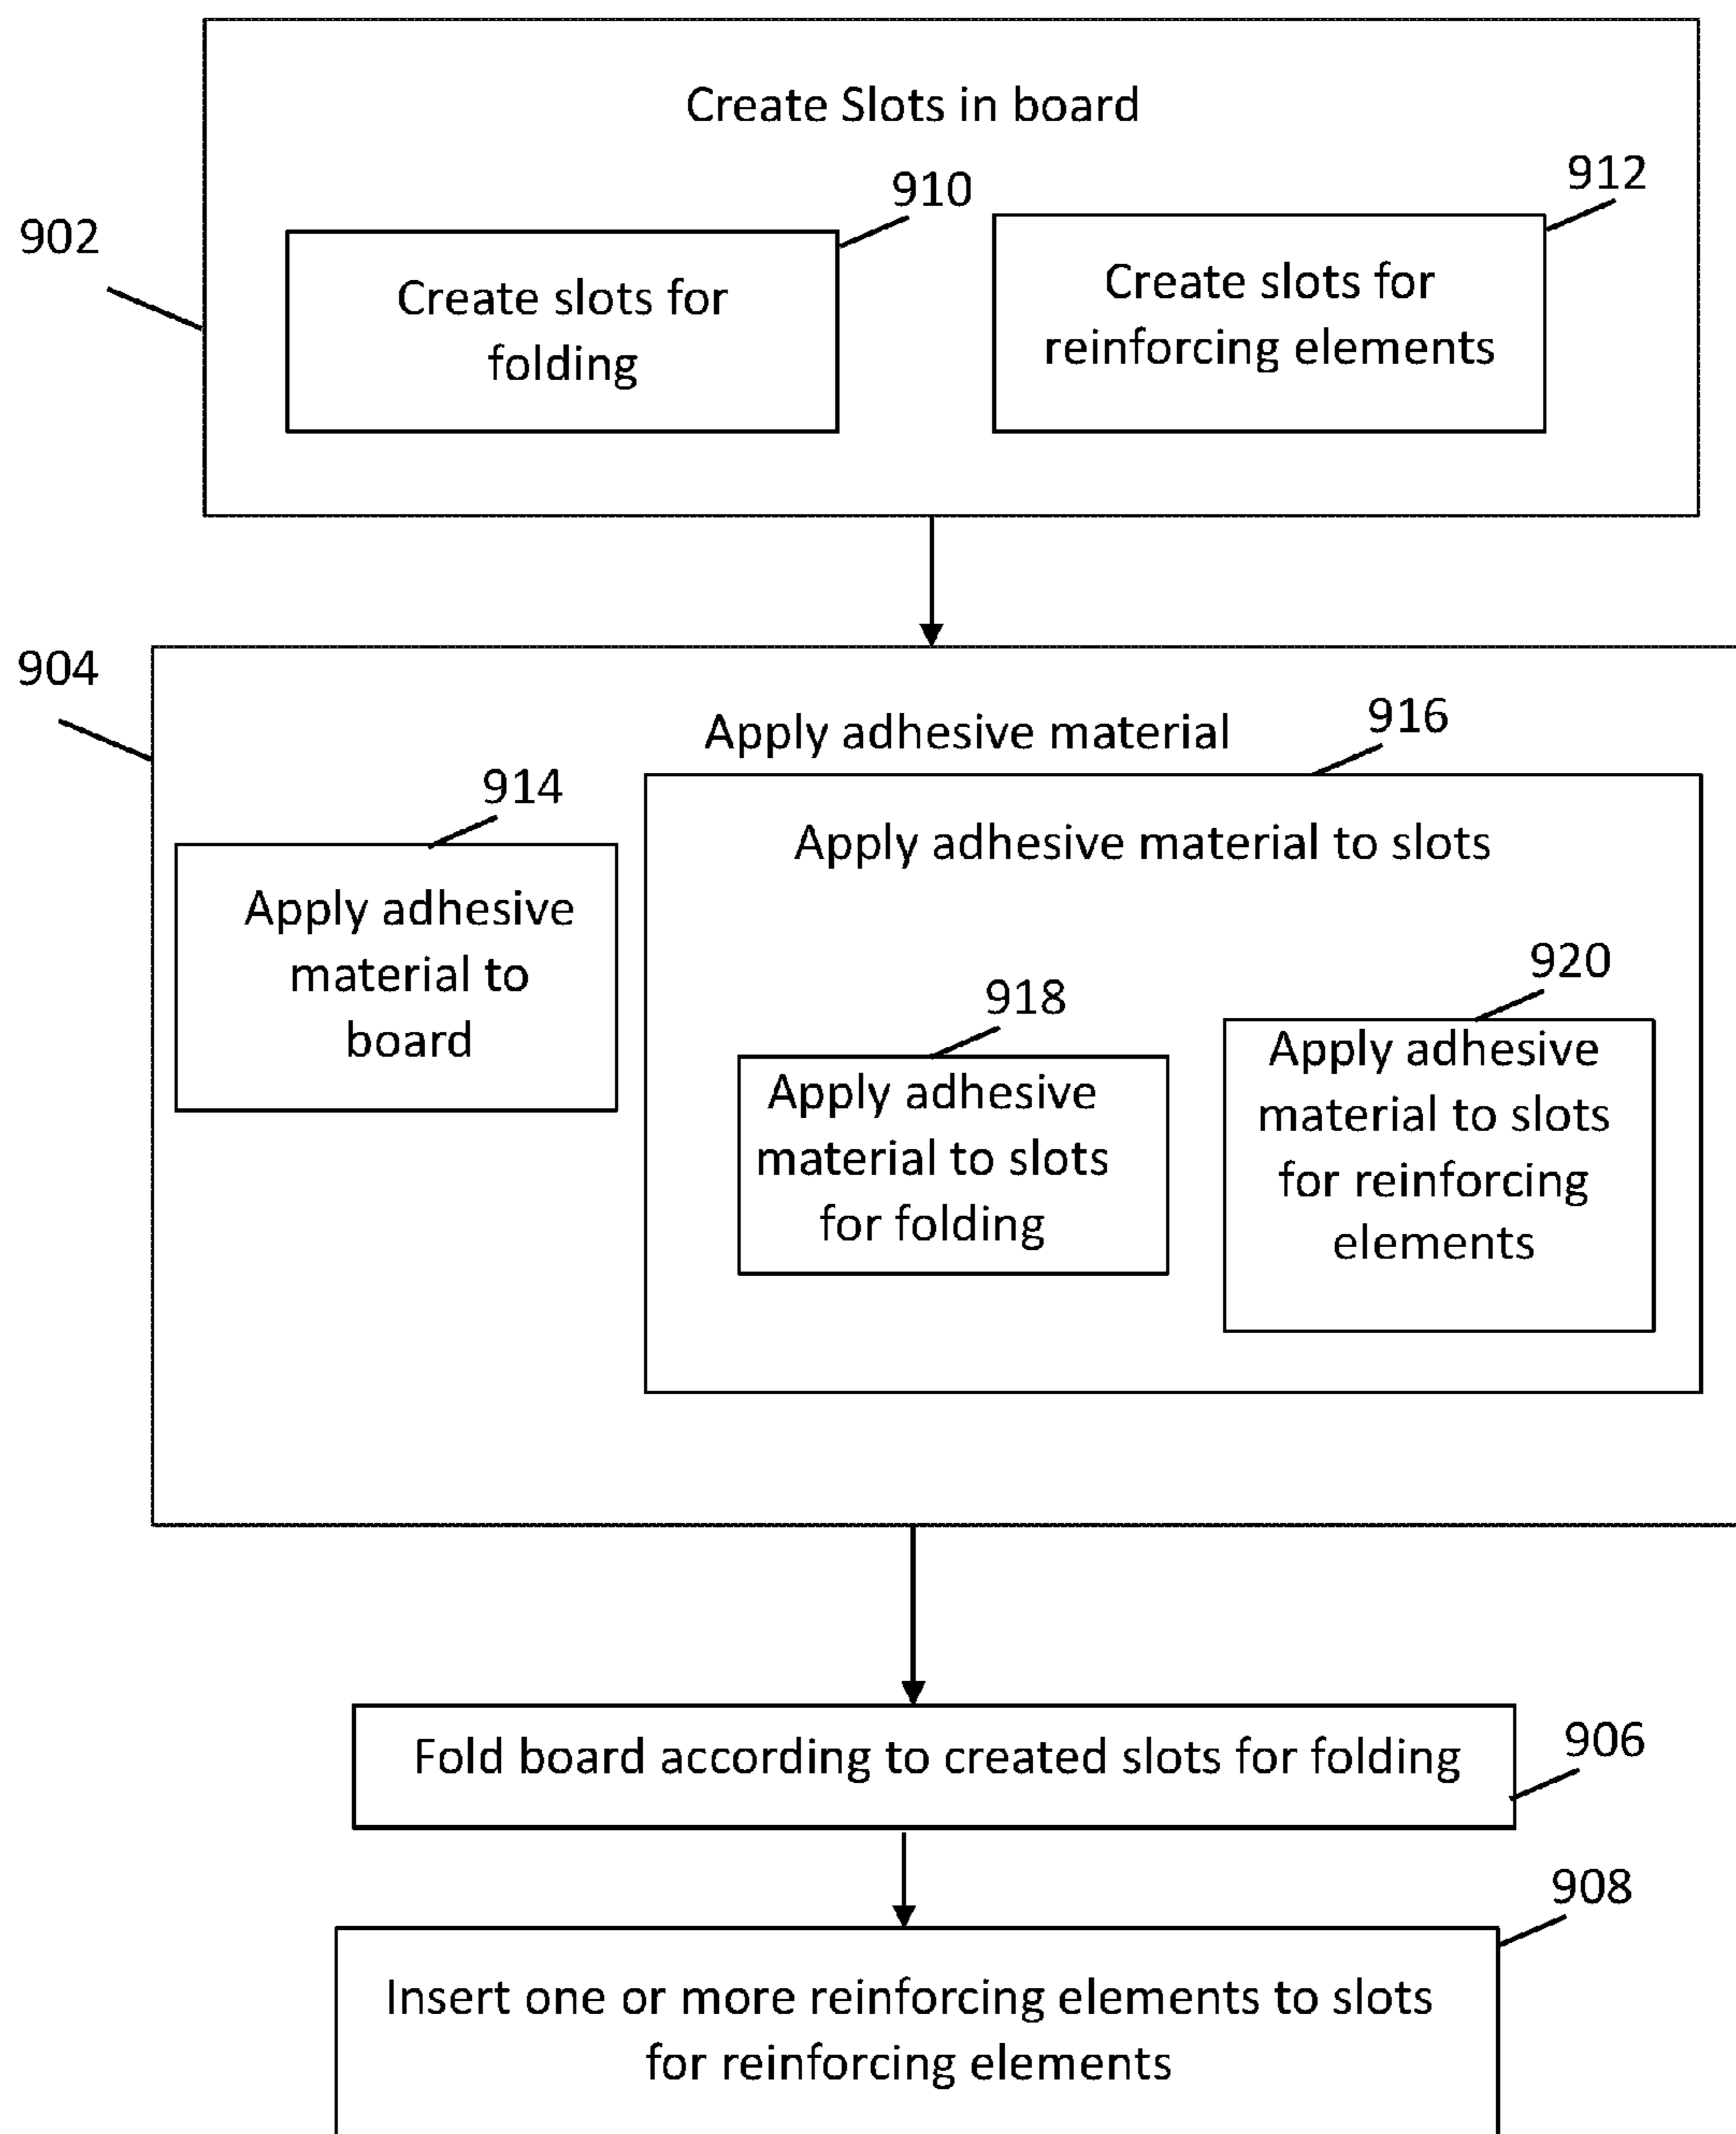 Create Slots in board
910
912
902
Create slots for
folding
Create slots for
reinforcing elements
904
Apply adhesive material
916
914
Apply adhesive material to slots
Apply adhesive
material to
board
918
920
Apply adhesive
material to slots
for folding
Apply adhesive
material to slots
for reinforcing
elements
Fold board according to created slots for folding
906
908
Insert one or more reinforcing elements to slots
for reinforcing elements